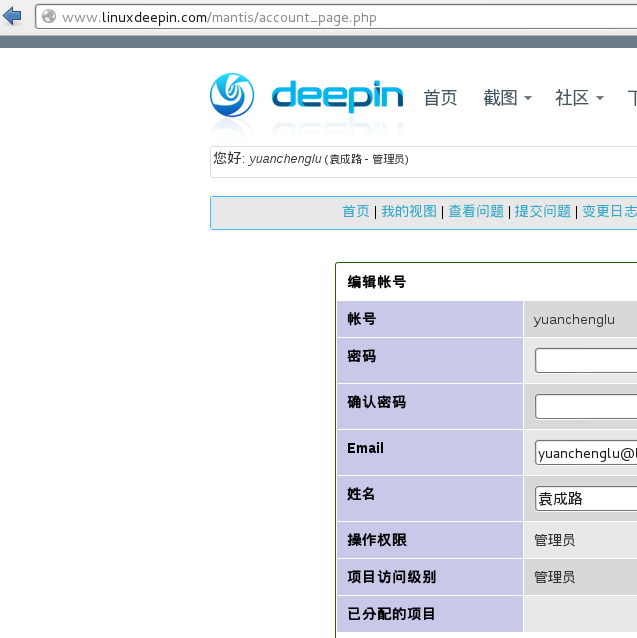 www.linuxdeepin.com/mantis/account_page.php
deepin 首页 截图 社区
您好: yuanchenglu (袁成路 - 管理员)
首页 | 我的视图 | 查看问题 | 提交问题 | 变更日志
编辑帐号
帐号 yuanchenglu
密码
确认密码
Email yuanchenglu@l
姓名 袁成路
操作权限 管理员
项目访问级别 管理员
已分配的项目